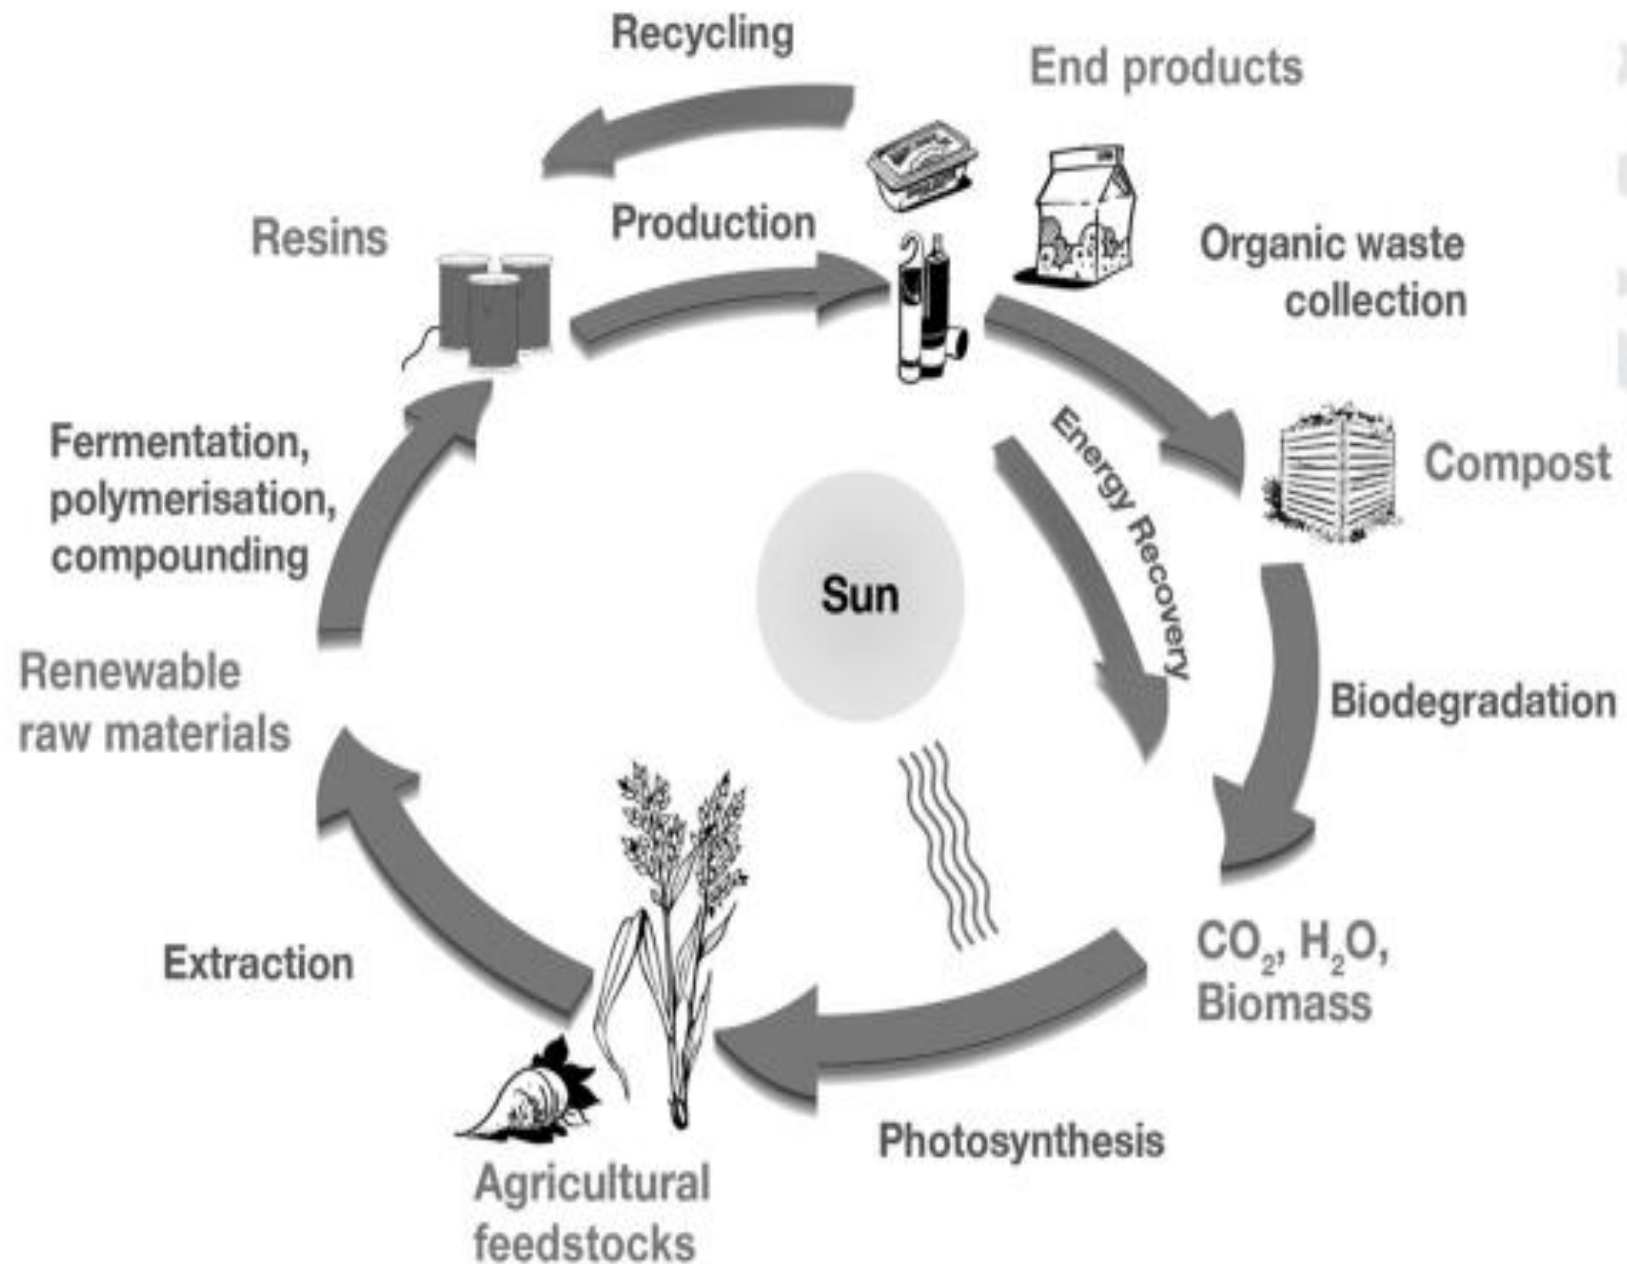 Recycling
End products
Resins
Production
Organic waste
collection
Fermentation,
polymerisation,
compounding
Energy Recovery
Compost
Sun
Renewable
raw materials
Biodegradation
Extraction
CO₂, H₂O,
Biomass
Photosynthesis
Agricultural
feedstocks